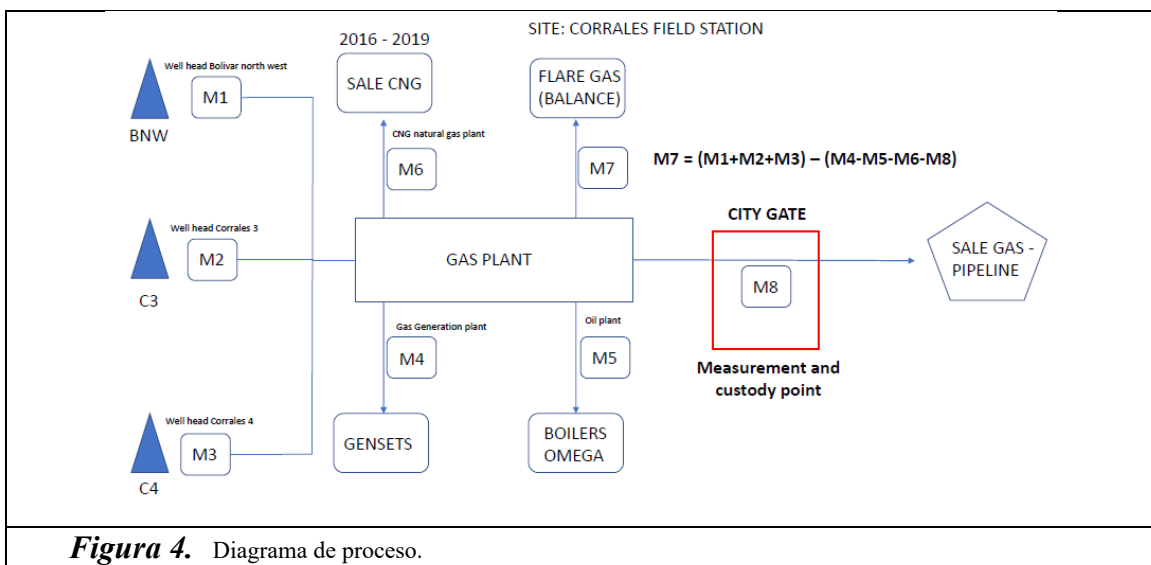 2016 - 2019
SITE: CORRALES FIELD STATION
Well head Bolivar north west
M1
BNW
SALE CNG
FLARE GAS
(BALANCE)
CNG natural gas plant
M6
M7
M7 = (M1+M2+M3) – (M4-M5-M6-M8)
Well head Corrales 3
M2
C3
GAS PLANT
CITY GATE
M8
SALE GAS -
PIPELINE
Gas Generation plant
M4
Oil plant
M5
Measurement and
custody point
Well head Corrales 4
M3
C4
GENSETS
BOILERS
OMEGA
Figura 4. Diagrama de proceso.